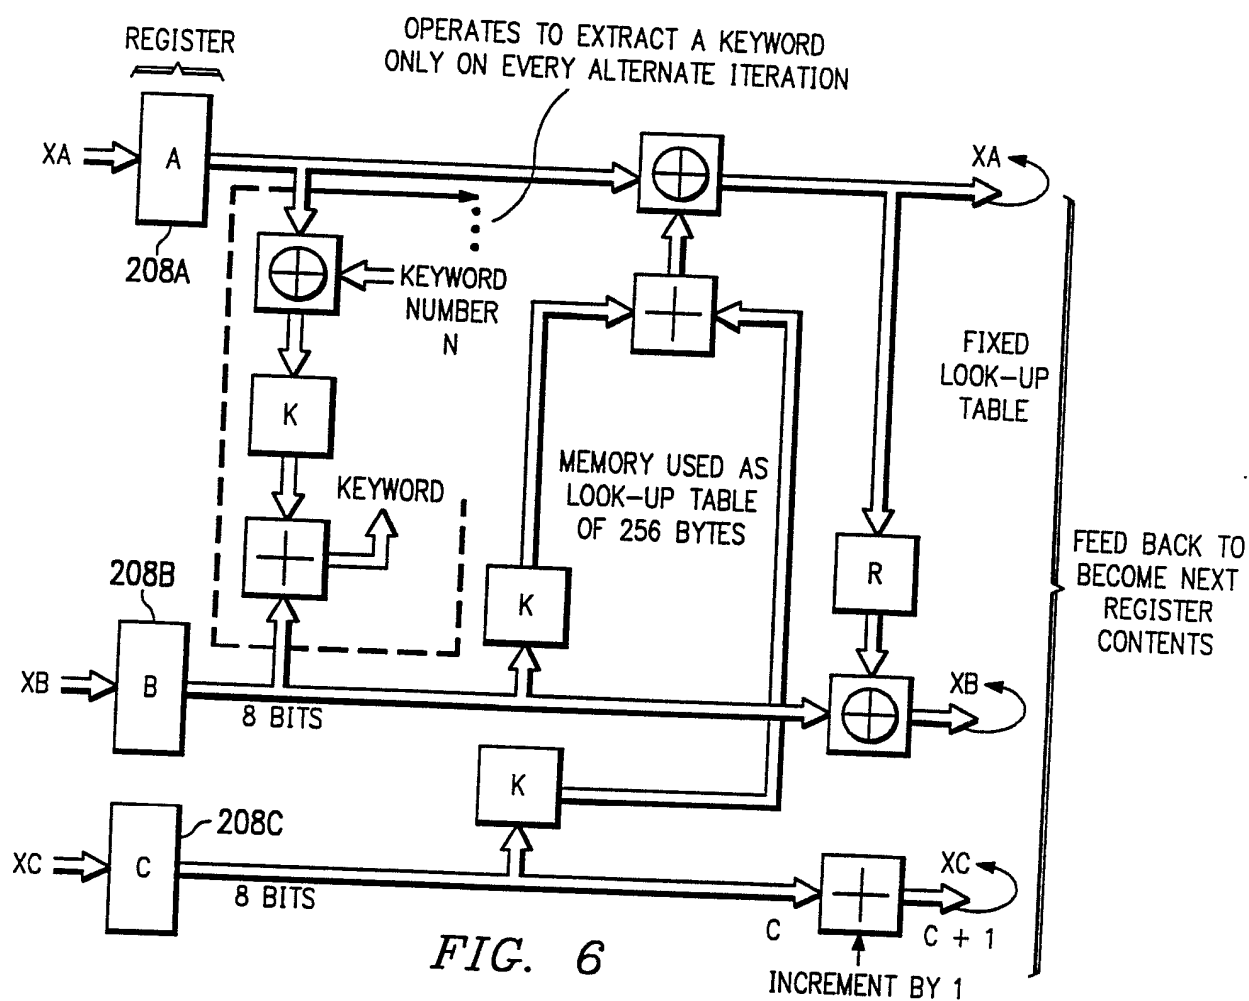 REGISTER
OPERATES TO EXTRACT A KEYWORD
ONLY ON EVERY ALTERNATE ITERATION
XA
A
XA
208A
KEYWORD
NUMBER
N
FIXED
LOOK-UP
TABLE
K
MEMORY USED AS
LOOK-UP TABLE
OF 256 BYTES
KEYWORD
FEED BACK TO
BECOME NEXT
REGISTER
CONTENTS
R
208B
K
XB
B
8 BITS
XB
K
208C
XC
C
8 BITS
XC
C
C + 1
INCREMENT BY 1
FIG. 6